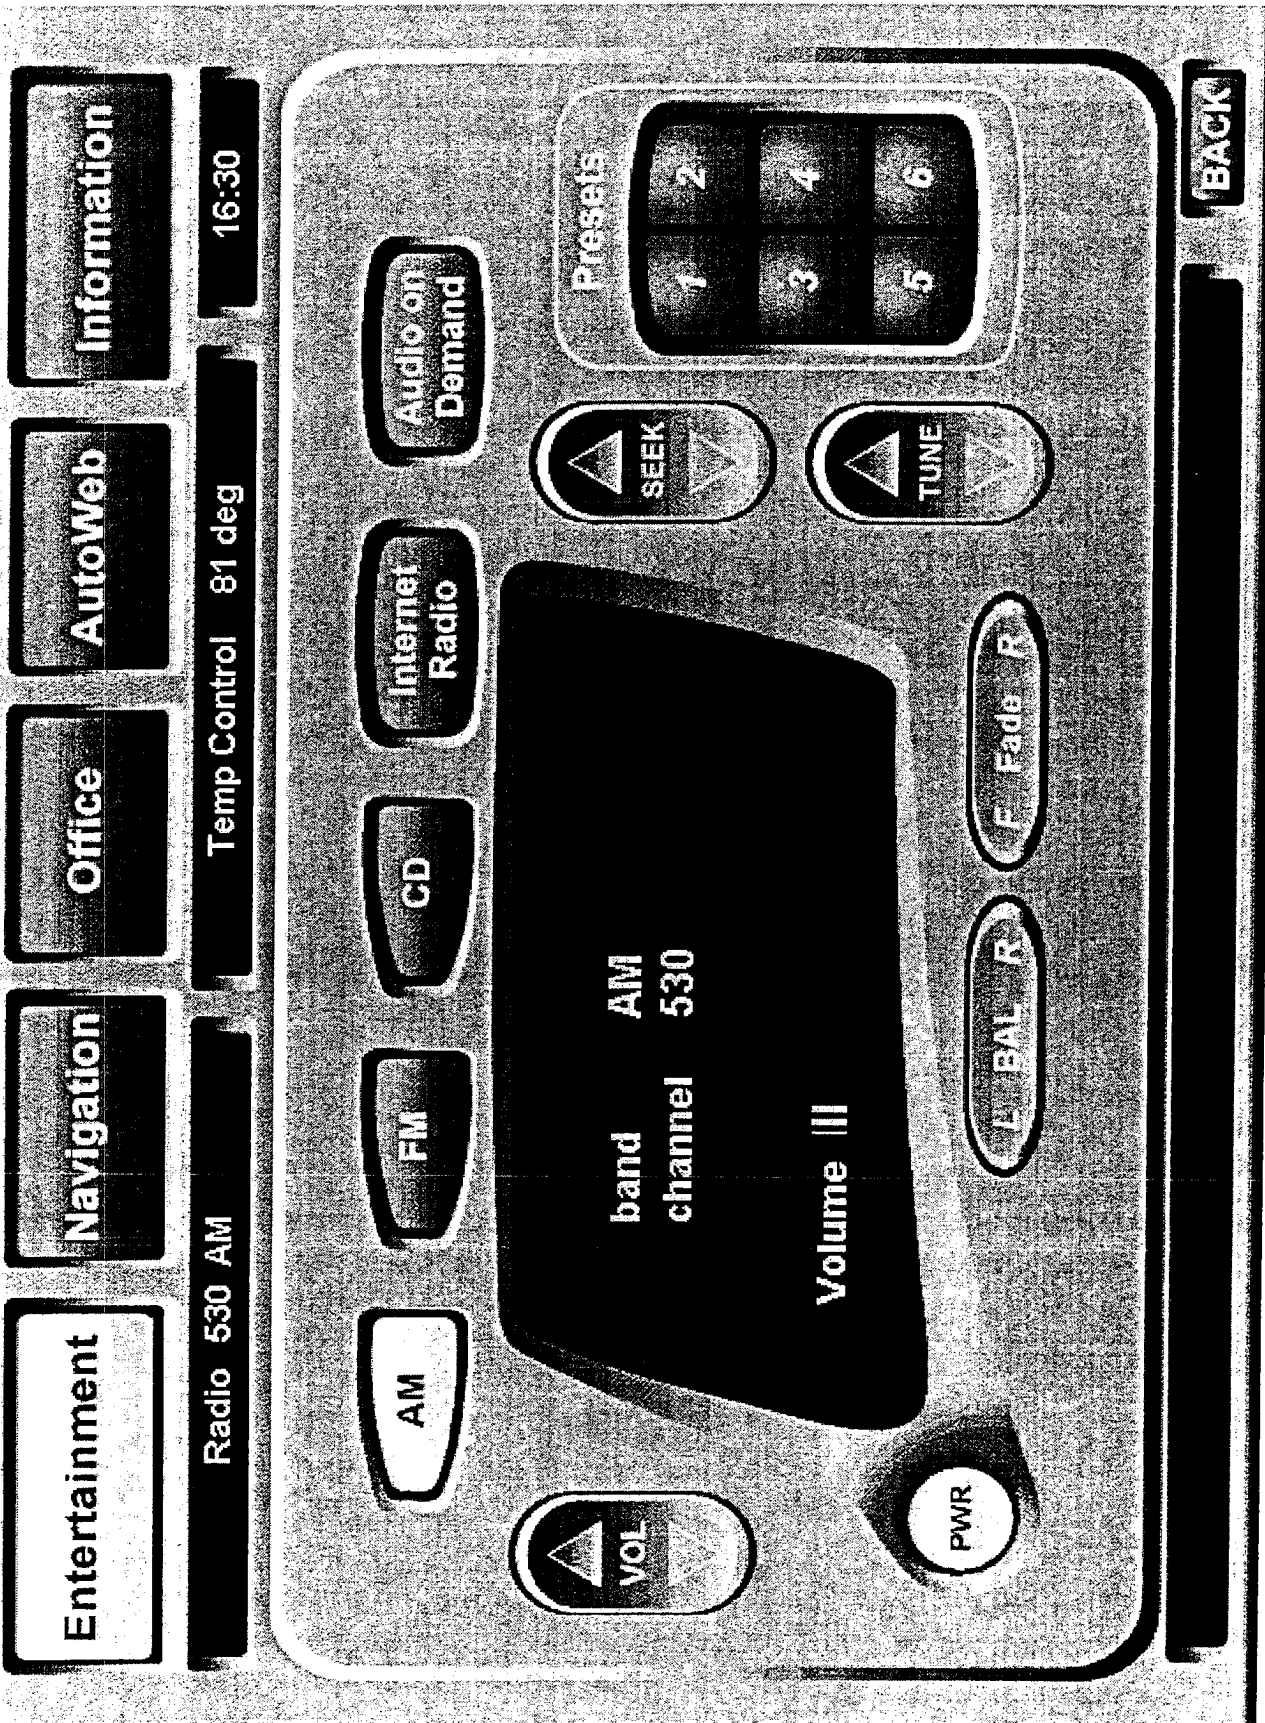 Entertainment
Navigation
Office
AutoWeb
Information
Radio 530 AM
Temp Control 81 deg
16:30
AM
FM
CD
Internet
Radio
Audio on
Demand
VOL
band AM
channel 530
Volume
SEEK
TUNE
Presets
1 2
3 4
5 6
PWR
L BAL R
F Fade R
BACK